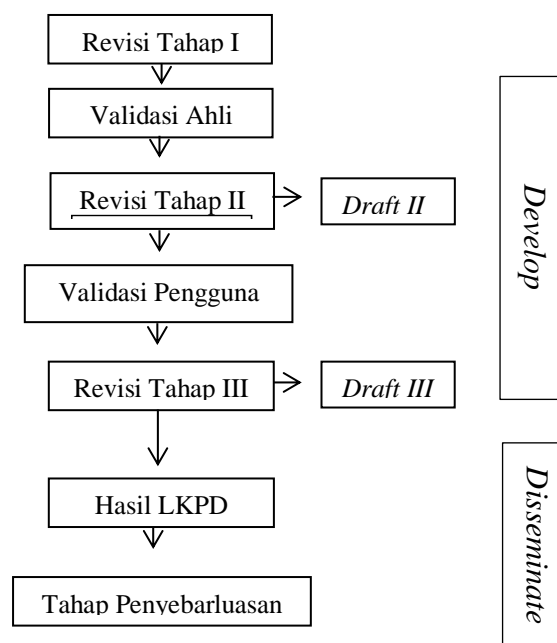 Revisi Tahap I
Validasi Ahli
Revisi Tahap II
Draft II
Develop
Validasi Pengguna
Revisi Tahap III
Draft III
Hasil LKPD
Disseminate
Tahap Penyebarluasan